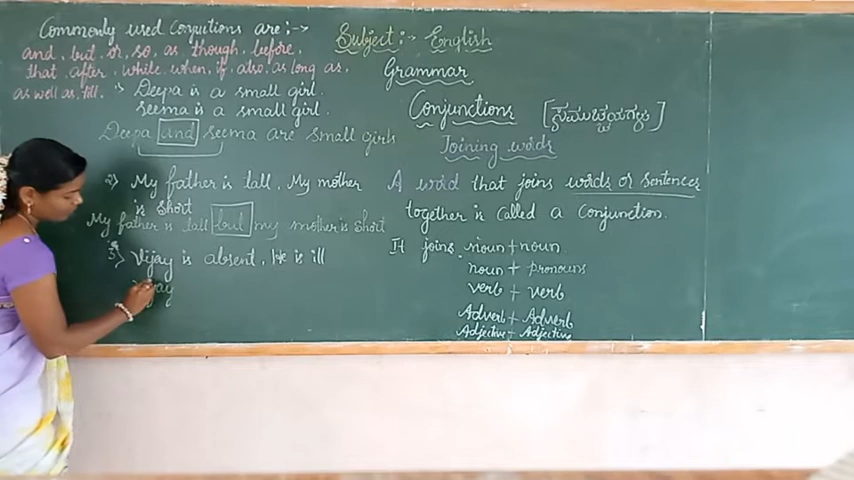 Commonly used Conjuctions are :-
and, but, or, so, as though, before,
that, after, while, when, if, also, as long as,
as well as, till.
1) Deepa is a small girl.
Seema is a small girl.
Deepa and seema are small girls
2) My father is tall, My mother
is short
My father is tall but my mother is short
3) Vijay is absent. He is ill
Vijay
Subject :- English
Grammar
Conjunctions
Joining words
A word that joins words or sentences
together is called a conjunction.
It joins. noun + noun
noun + pronouns
verb + verb
Adverb + Adverb
Adjective + Adjective